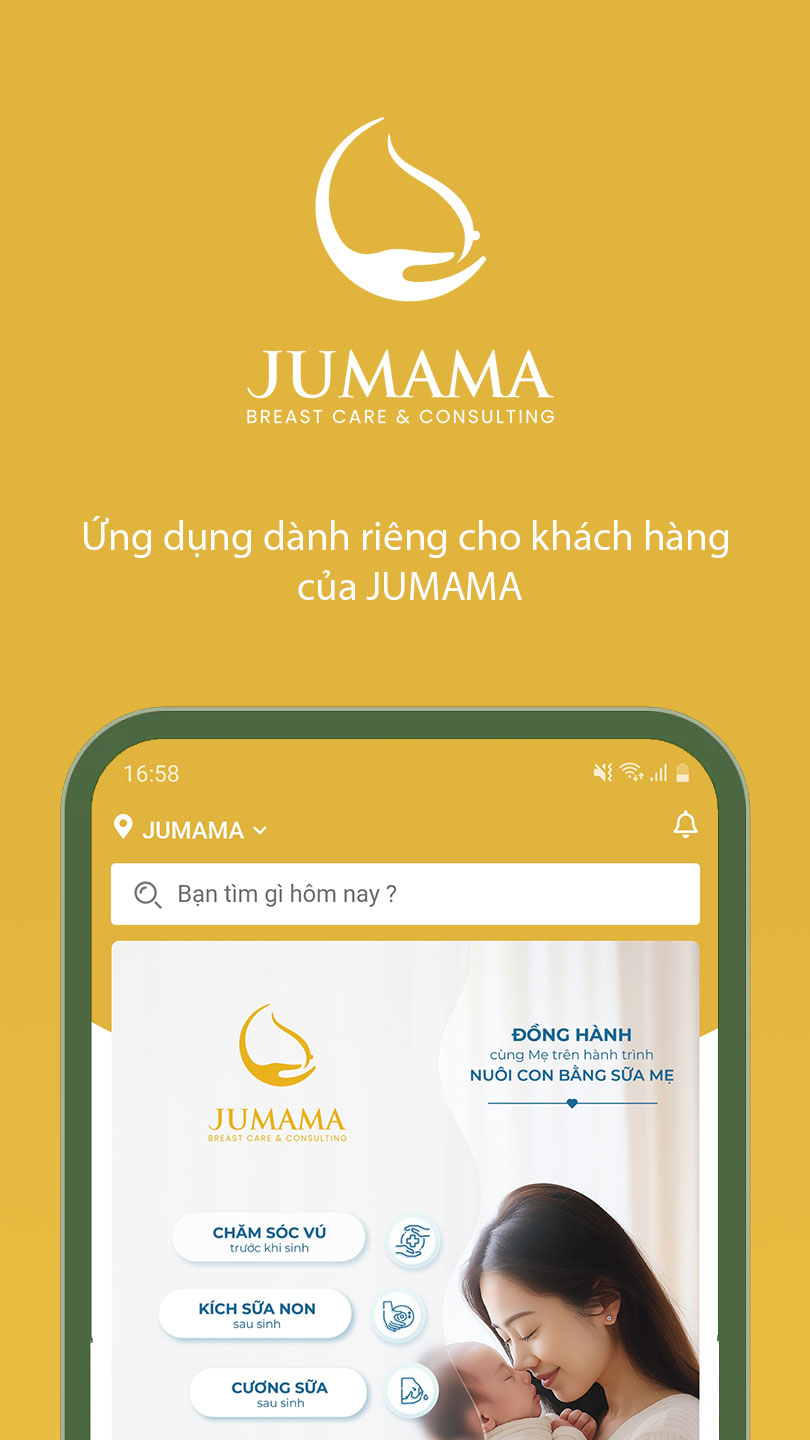 JUMAMA
BREAST CARE & CONSULTING
Ứng dụng dành riêng cho khách hàng
của JUMAMA
16:58
JUMAMA
Bạn tìm gì hôm nay ?
JUMAMA
BREAST CARE & CONSULTING
ĐỒNG HÀNH
cùng Mẹ trên hành trình
NUÔI CON BẰNG SỮA MẸ
CHĂM SÓC VÚ
trước khi sinh
KÍCH SỮA NON
sau sinh
CƯƠNG SỮA
sau sinh